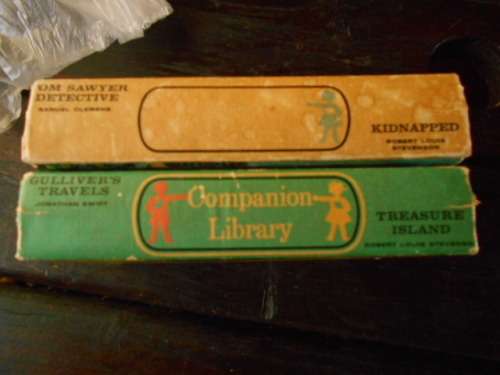 TOM SAWYER
DETECTIVE
SAMUEL CLEMENS
KIDNAPPED
ROBERT LOUIS
STEVENSON
GULLIVER'S
TRAVELS
JONATHAN SWIFT
Companion
Library
TREASURE
ISLAND
ROBERT LOUIS STEVENSON